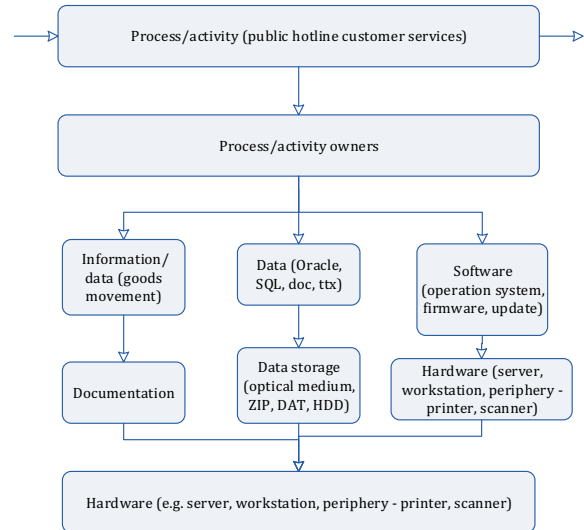 Process/activity (public hotline customer services)
Process/activity owners
Information/
data (goods
movement)
Data (Oracle,
SQL, doc, ttx)
Software
(operation system,
firmware, update)
Documentation
Data storage
(optical medium,
ZIP, DAT, HDD)
Hardware (server,
workstation, periphery -
printer, scanner)
Hardware (e.g. server, workstation, periphery - printer, scanner)